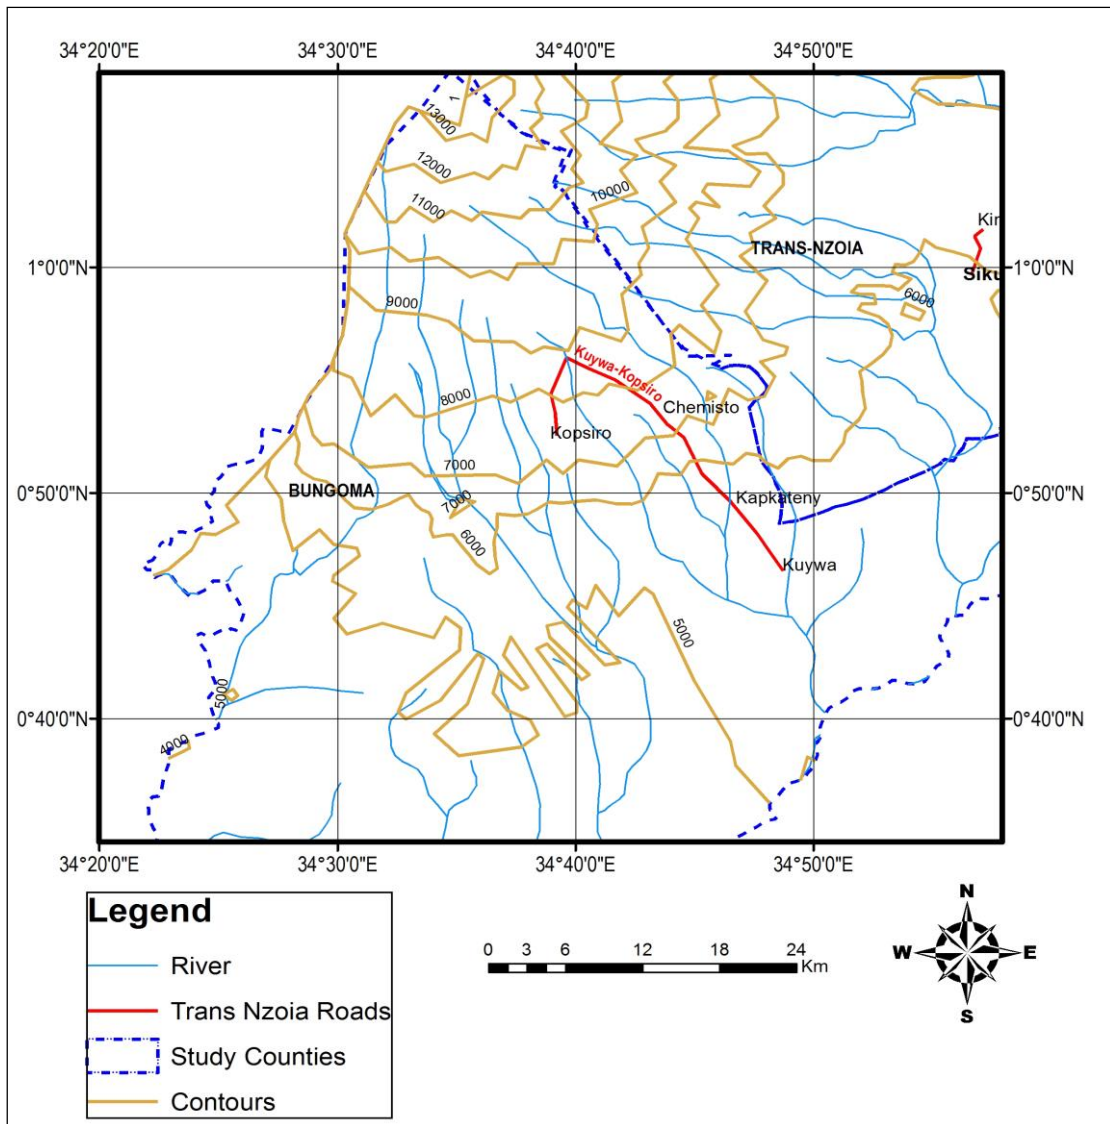 34°20'0"E 34°30'0"E 34°40'0"E 34°50'0"E
1
13000
12000
11000
10000
Kir
TRANS-NZOIA
1°0'0"N 1°0'0"N
Siku
6000
9000
Kuywa-Kopsiro
8000
Chemisto
Kopsiro
7000
BUNGOMA
0°50'0"N 0°50'0"N
7000
Kapkateny
6000
Kuywa
5000
5000
0°40'0"N 0°40'0"N
4000
34°20'0"E 34°30'0"E 34°40'0"E 34°50'0"E
Legend
River
Trans Nzoia Roads
Study Counties
Contours
0 3 6 12 18 24
Km
N
W E
S